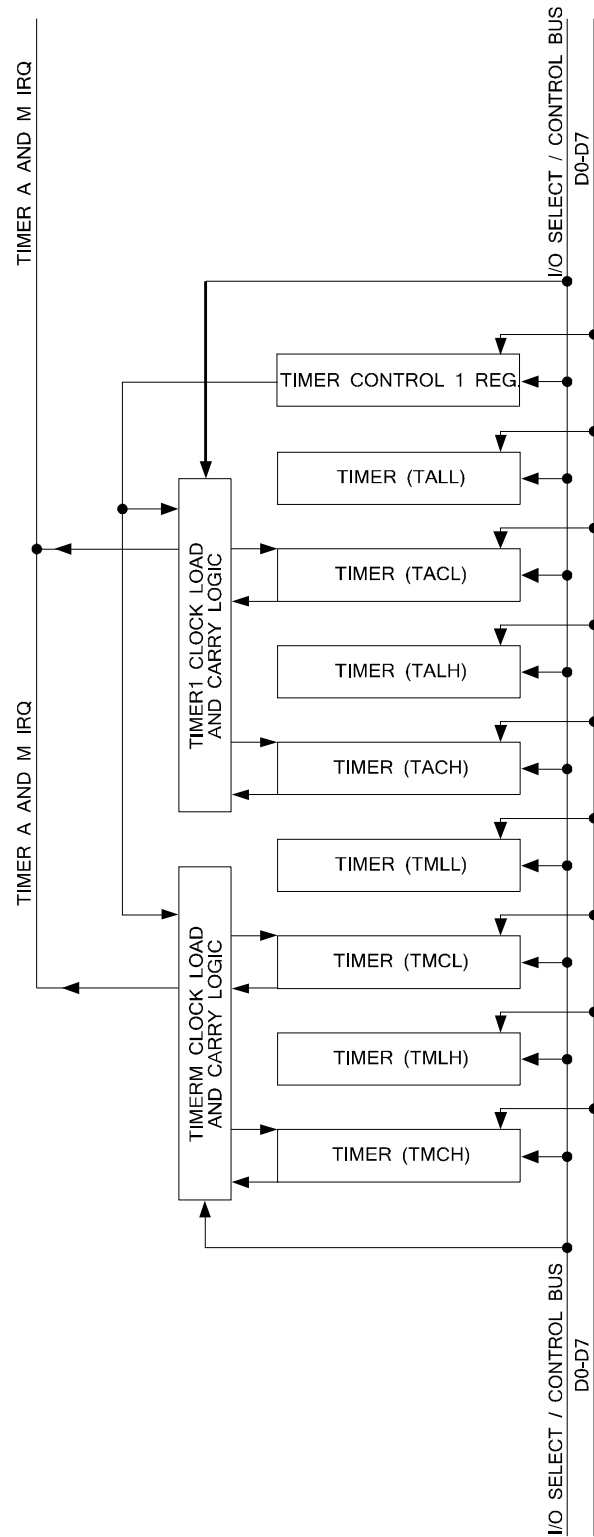 TIMER A AND M IRQ
I/O SELECT / CONTROL BUS
D0-D7
TIMER CONTROL 1 REG.
TIMER (TALL)
TIMER1 CLOCK LOAD
AND CARRY LOGIC
TIMER (TACL)
TIMER (TALH)
TIMER (TACH)
TIMER A AND M IRQ
TIMER (TMLL)
TIMERM CLOCK LOAD
AND CARRY LOGIC
TIMER (TMCL)
TIMER (TMLH)
TIMER (TMCH)
I/O SELECT / CONTROL BUS
D0-D7